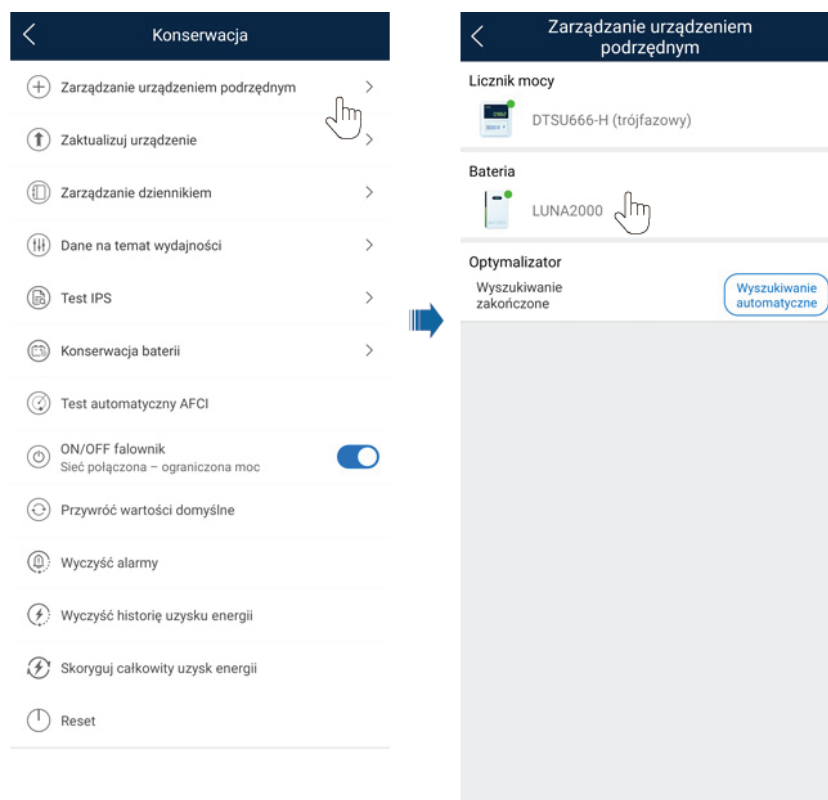 Konserwacja
Zarządzanie urządzeniem podrzędnym
Zaktualizuj urządzenie
Zarządzanie dziennikiem
Dane na temat wydajności
Test IPS
Konserwacja baterii
Test automatyczny AFCI
ON/OFF falownik
Sieć połączona – ograniczona moc
Przywróć wartości domyślne
Wyczyść alarmy
Wyczyść historię uzysku energii
Skoryguj całkowity uzysk energii
Reset
Zarządzanie urządzeniem
podrzędnym
Licznik mocy
DTSU666-H (trójfazowy)
Bateria
LUNA2000
Optymalizator
Wyszukiwanie
zakończone
Wyszukiwanie
automatyczne